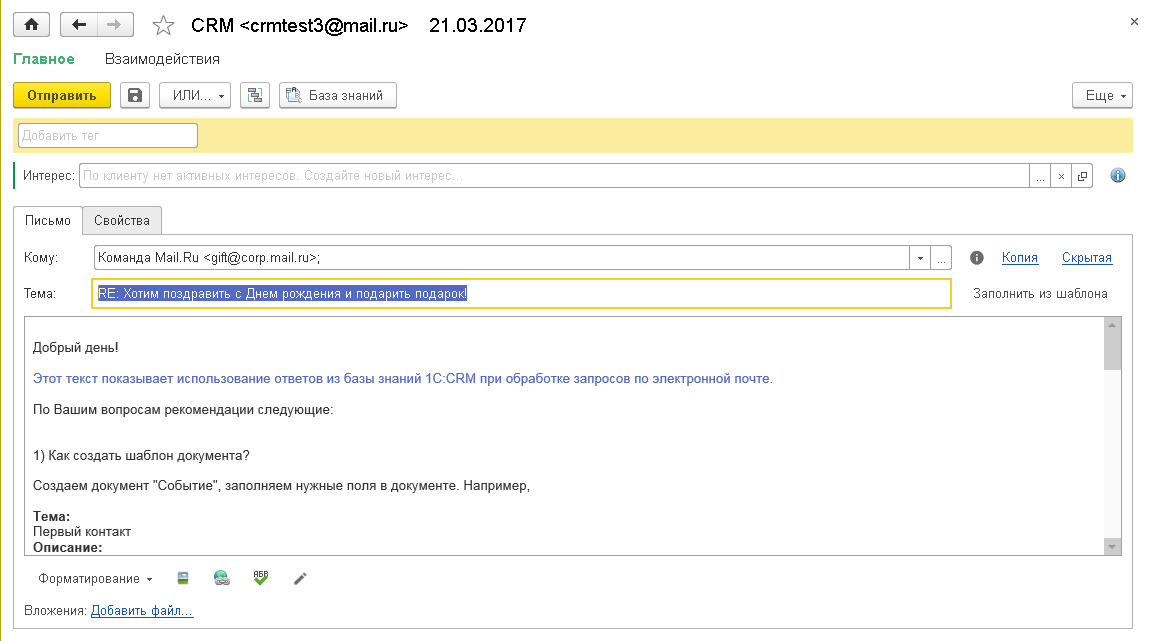 CRM <crmtest3@mail.ru> 21.03.2017
Главное Взаимодействия
Отправить ИЛИ... База знаний Еще
Добавить тег
Интерес: По клиенту нет активных интересов. Создайте новый интерес...
Письмо Свойства
Кому: Команда Mail.Ru <gift@corp.mail.ru>; Копия Скрытая
Тема: RE: Хотим поздравить с Днем рождения и подарить подарок! Заполнить из шаблона
Добрый день!
Этот текст показывает использование ответов из базы знаний 1С:CRM при обработке запросов по электронной почте.
По Вашим вопросам рекомендации следующие:
1) Как создать шаблон документа?
Создаем документ "Событие", заполняем нужные поля в документе. Например,
Тема:
Первый контакт
Описание:
Форматирование АБВ
Вложения: Добавить файл...